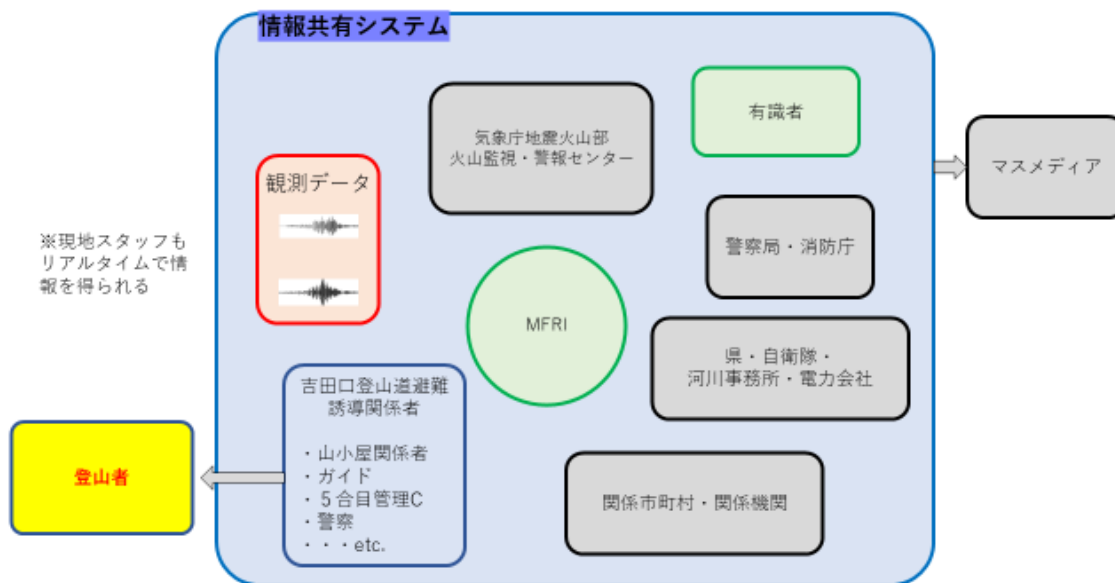 情報共有システム
気象庁地震火山部
火山監視・警報センター
有識者
マスメディア
観測データ
※現地スタッフも
リアルタイムで情
報を得られる
警察局・消防庁
MFRI
県・自衛隊・
河川事務所・電力会社
吉田口登山道避難
誘導関係者
・山小屋関係者
・ガイド
・５合目管理C
・警察
・・・etc.
登山者
関係市町村・関係機関